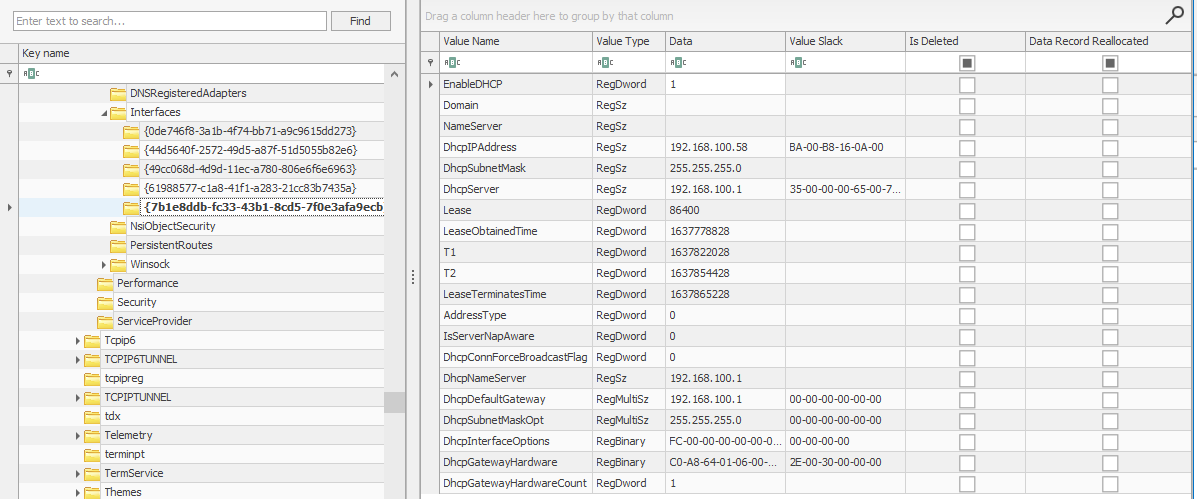 Enter text to search...
Find
Key name
ABC
DNSRegisteredAdapters
Interfaces
{0de746f8-3a1b-4f74-bb71-a9c9615dd273}
{44d5640f-2572-49d5-a87f-51d5055b82e6}
{49cc068d-4d9d-11ec-a780-806e6f6e6963}
{61988577-c1a8-41f1-a283-21cc83b7435a}
{7b1e8ddb-fc33-43b1-8cd5-7f0e3afa9ecb
NsiObjectSecurity
PersistentRoutes
Winsock
Performance
Security
ServiceProvider
Tcpip6
TCPIP6TUNNEL
tcpipreg
TCPIPTUNNEL
tdx
Telemetry
terminpt
TermService
Themes
Drag a column header here to group by that column
Value Name Value Type Data Value Slack Is Deleted Data Record Reallocated
ABC ABC ABC ABC
EnableDHCP RegDword 1
Domain RegSz
NameServer RegSz
DhcpIPAddress RegSz 192.168.100.58 BA-00-B8-16-0A-00
DhcpSubnetMask RegSz 255.255.255.0
DhcpServer RegSz 192.168.100.1 35-00-00-00-65-00-7...
Lease RegDword 86400
LeaseObtainedTime RegDword 1637778828
T1 RegDword 1637822028
T2 RegDword 1637854428
LeaseTerminatesTime RegDword 1637865228
AddressType RegDword 0
IsServerNapAware RegDword 0
DhcpConnForceBroadcastFlag RegDword 0
DhcpNameServer RegSz 192.168.100.1
DhcpDefaultGateway RegMultiSz 192.168.100.1 00-00-00-00-00-00
DhcpSubnetMaskOpt RegMultiSz 255.255.255.0 00-00-00-00-00-00
DhcpInterfaceOptions RegBinary FC-00-00-00-00-00-0... 00-00-00-00
DhcpGatewayHardware RegBinary C0-A8-64-01-06-00-... 2E-00-30-00-00-00
DhcpGatewayHardwareCount RegDword 1